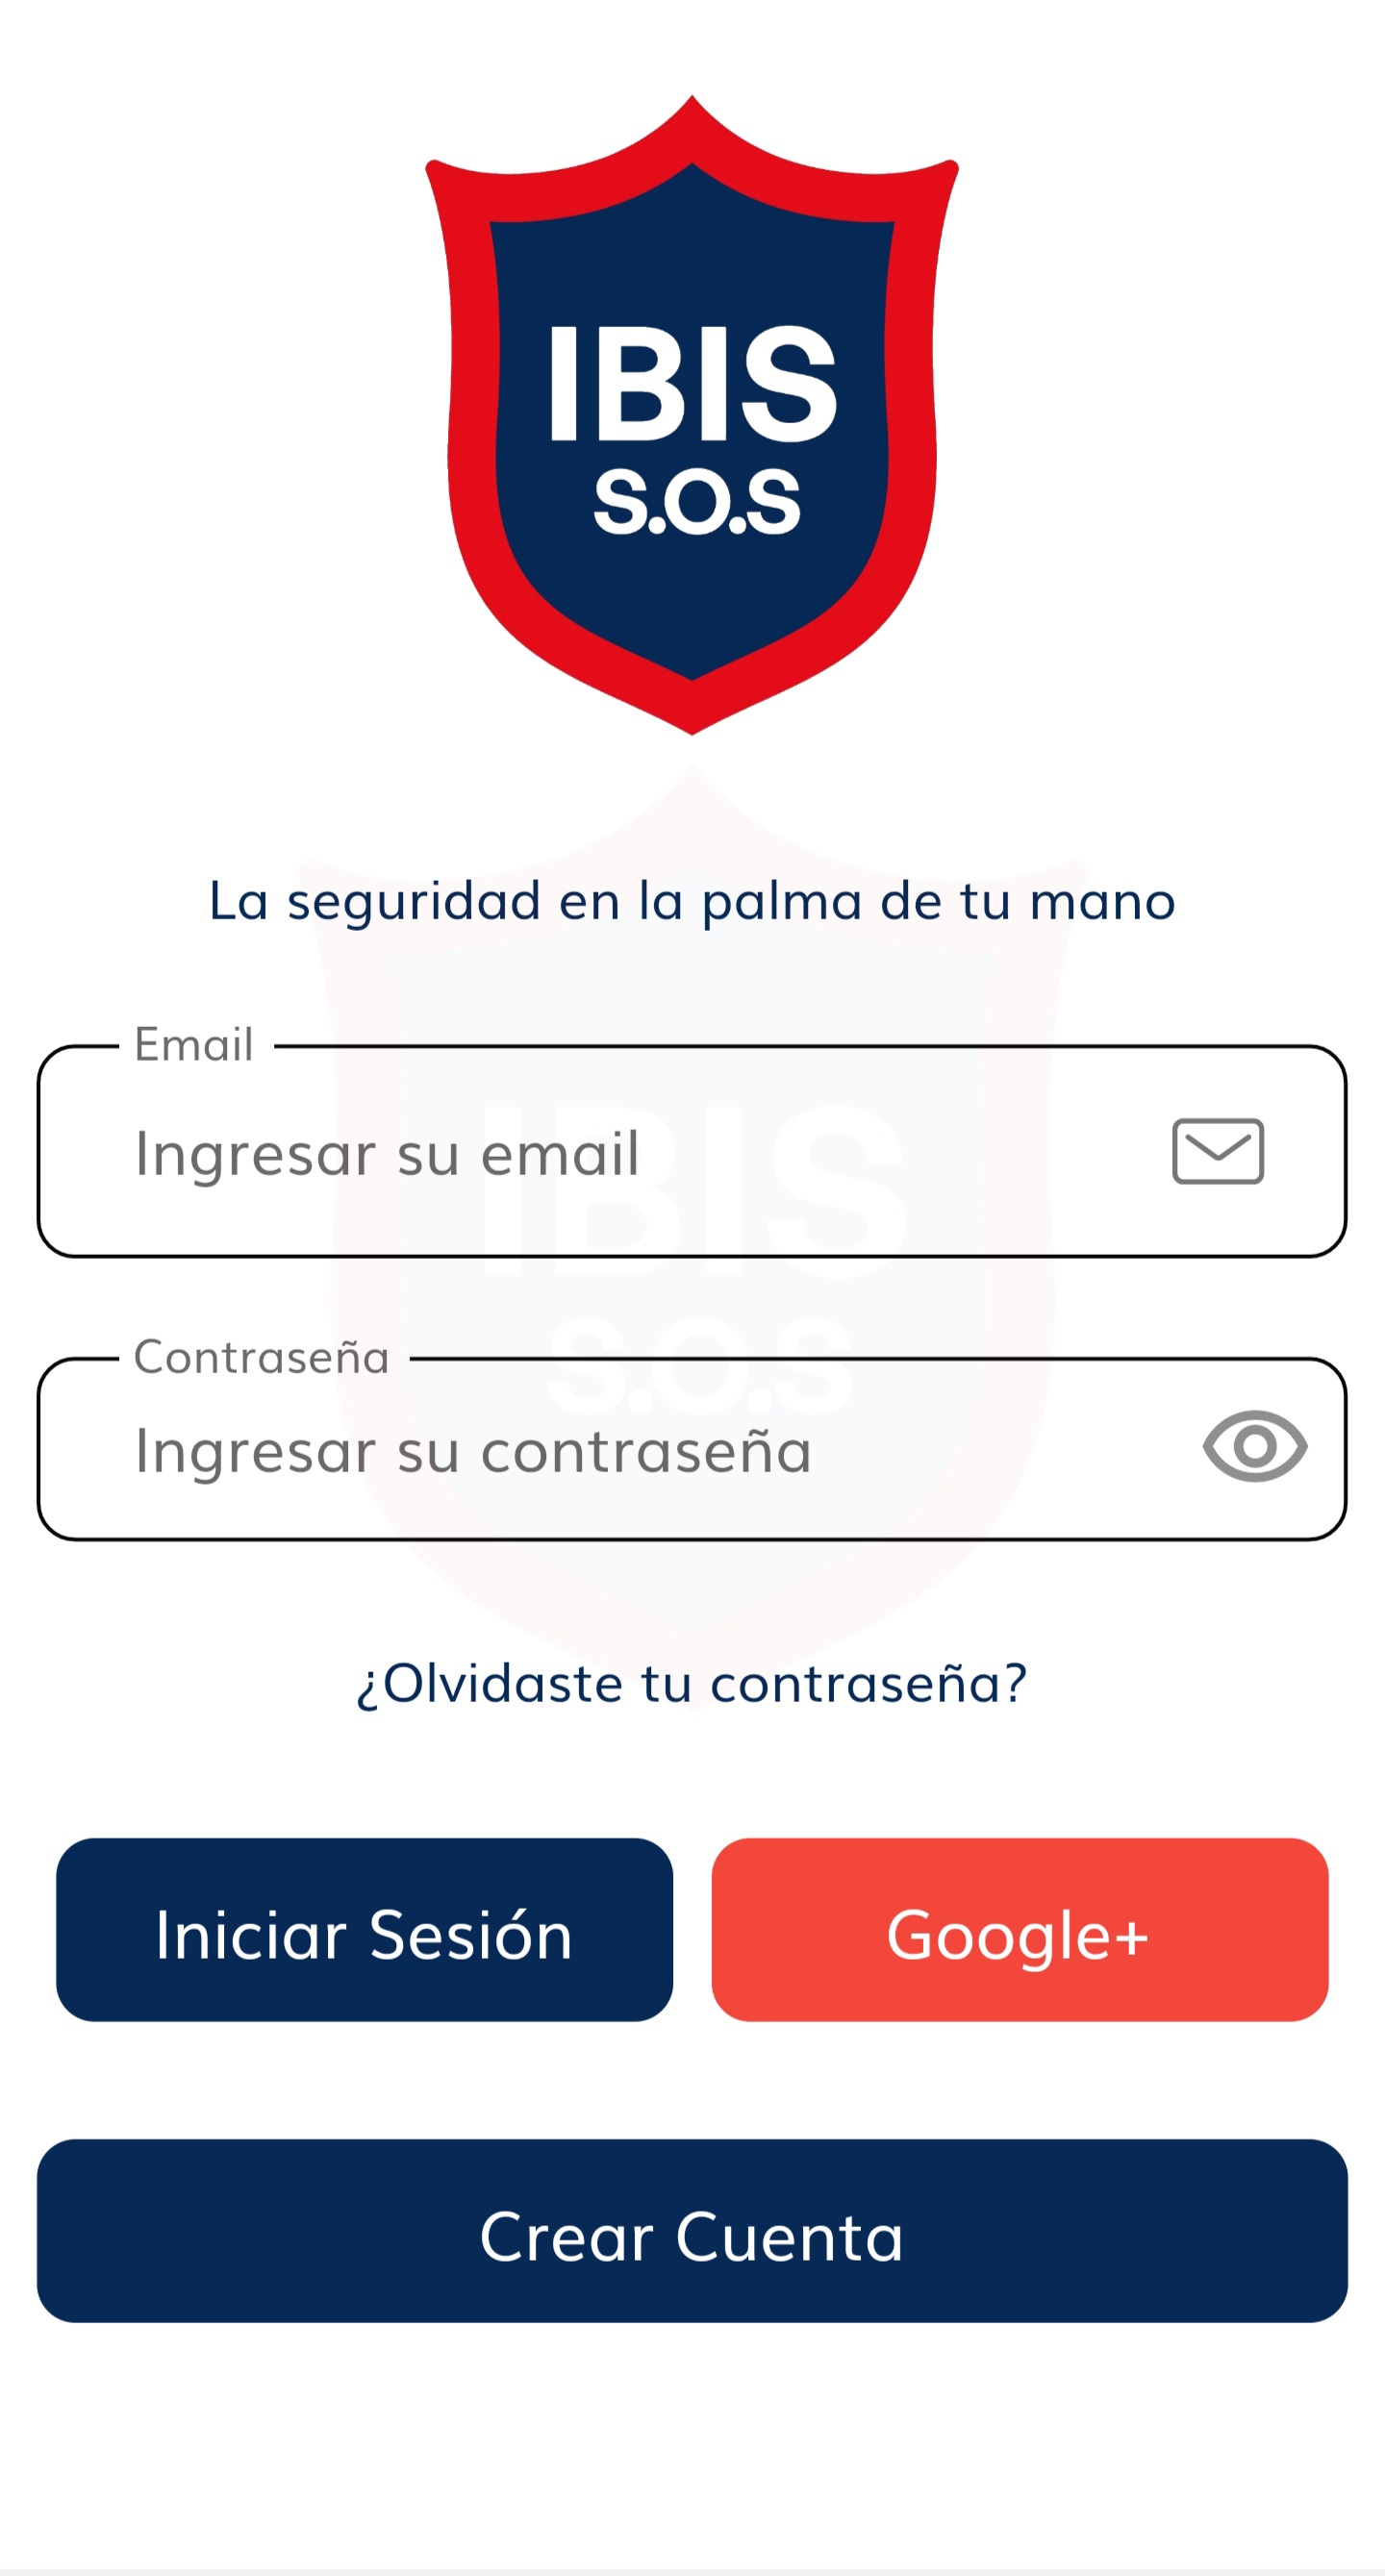 IBIS
S.O.S
La seguridad en la palma de tu mano
Email
Ingresar su email
IBIS
S.O.S
Contraseña
Ingresar su contraseña
¿Olvidaste tu contraseña?
Iniciar Sesión
Google+
Crear Cuenta